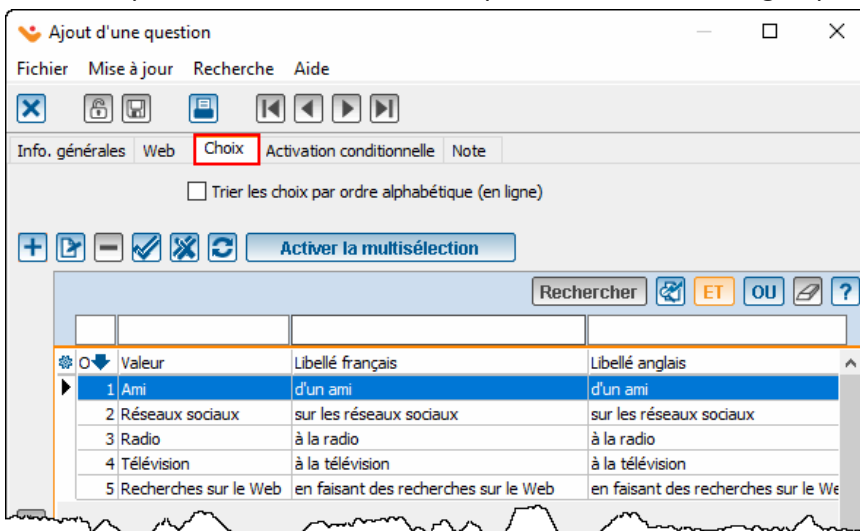 Ajout d'une question
Fichier Mise à jour Recherche Aide
Info. générales Web Choix Activation conditionnelle Note
Trier les choix par ordre alphabétique (en ligne)
Activer la multisélection
Rechercher ET OU ?
O Valeur Libellé français Libellé anglais
1 Ami d'un ami d'un ami
2 Réseaux sociaux sur les réseaux sociaux sur les réseaux sociaux
3 Radio à la radio à la radio
4 Télévision à la télévision à la télévision
5 Recherches sur le Web en faisant des recherches sur le Web en faisant des recherches sur le We